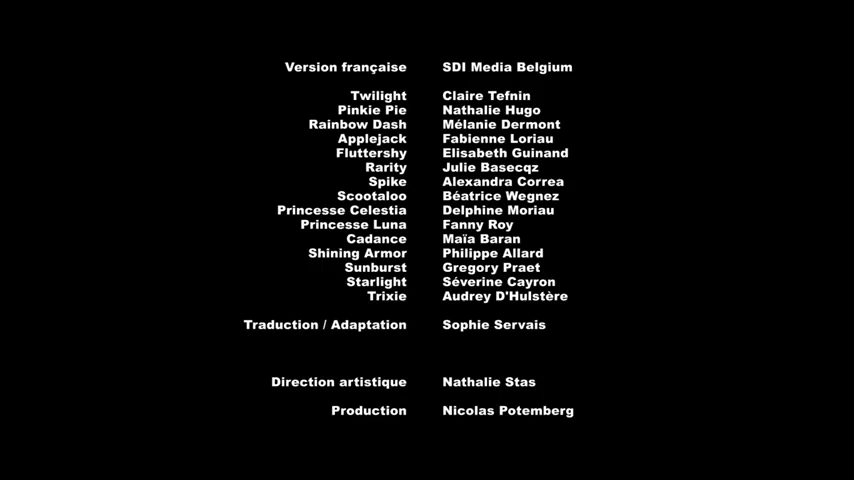 Version française SDI Media Belgium
Twilight Claire Tefnin
Pinkie Pie Nathalie Hugo
Rainbow Dash Mélanie Dermont
Applejack Fabienne Loriau
Fluttershy Elisabeth Guinand
Rarity Julie Basecqz
Spike Alexandra Correa
Scootaloo Béatrice Wegnez
Princesse Celestia Delphine Moriau
Princesse Luna Fanny Roy
Cadance Maïa Baran
Shining Armor Philippe Allard
Sunburst Gregory Praet
Starlight Séverine Cayron
Trixie Audrey D'Hulstère
Traduction / Adaptation Sophie Servais
Direction artistique Nathalie Stas
Production Nicolas Potemberg